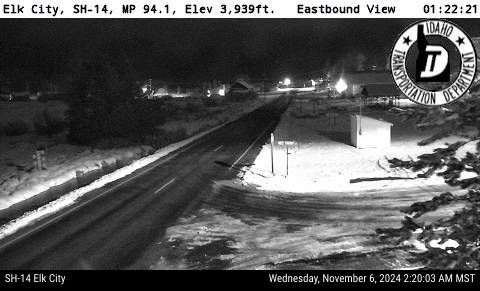 Elk City, SH-14, MP 94.1, Elev 3,939ft. Eastbound View 01:22:21
IDAHO
TRANSPORTATION DEPARTMENT
SH-14 Elk City Wednesday, November 6, 2024 2:20:03 AM MST